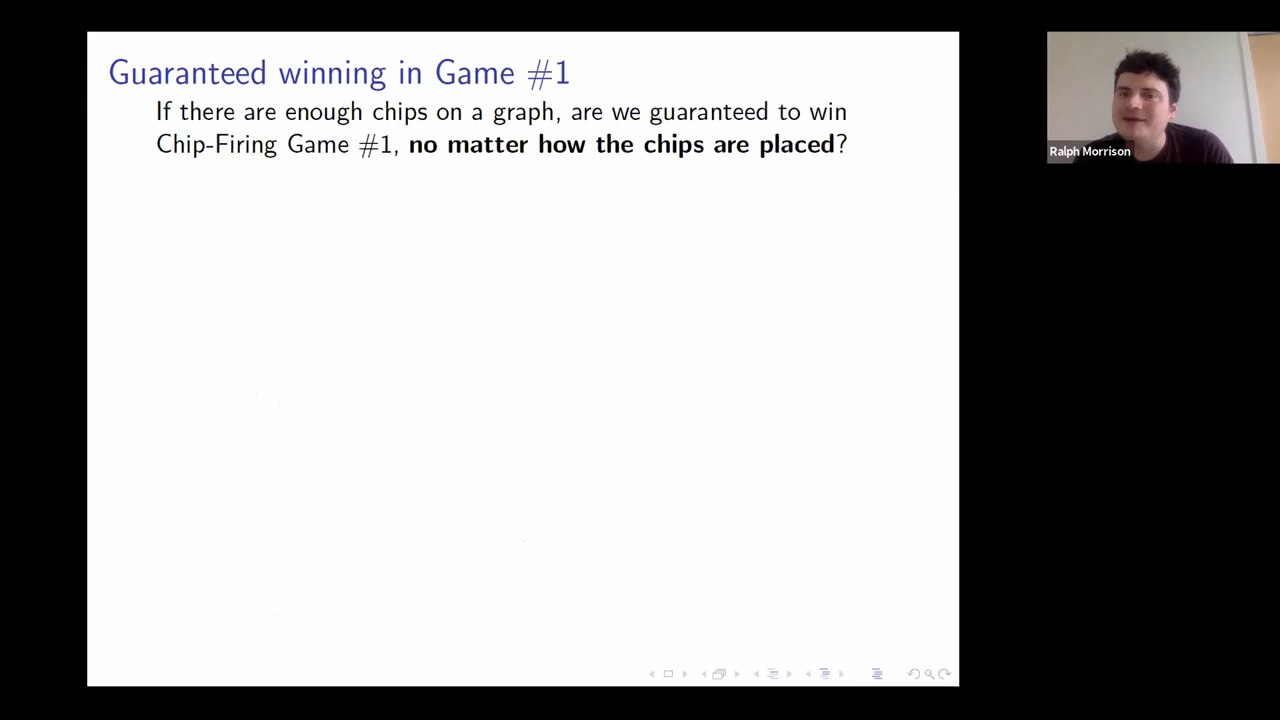 Guaranteed winning in Game #1
If there are enough chips on a graph, are we guaranteed to win
Chip-Firing Game #1, no matter how the chips are placed?
Ralph Morrison